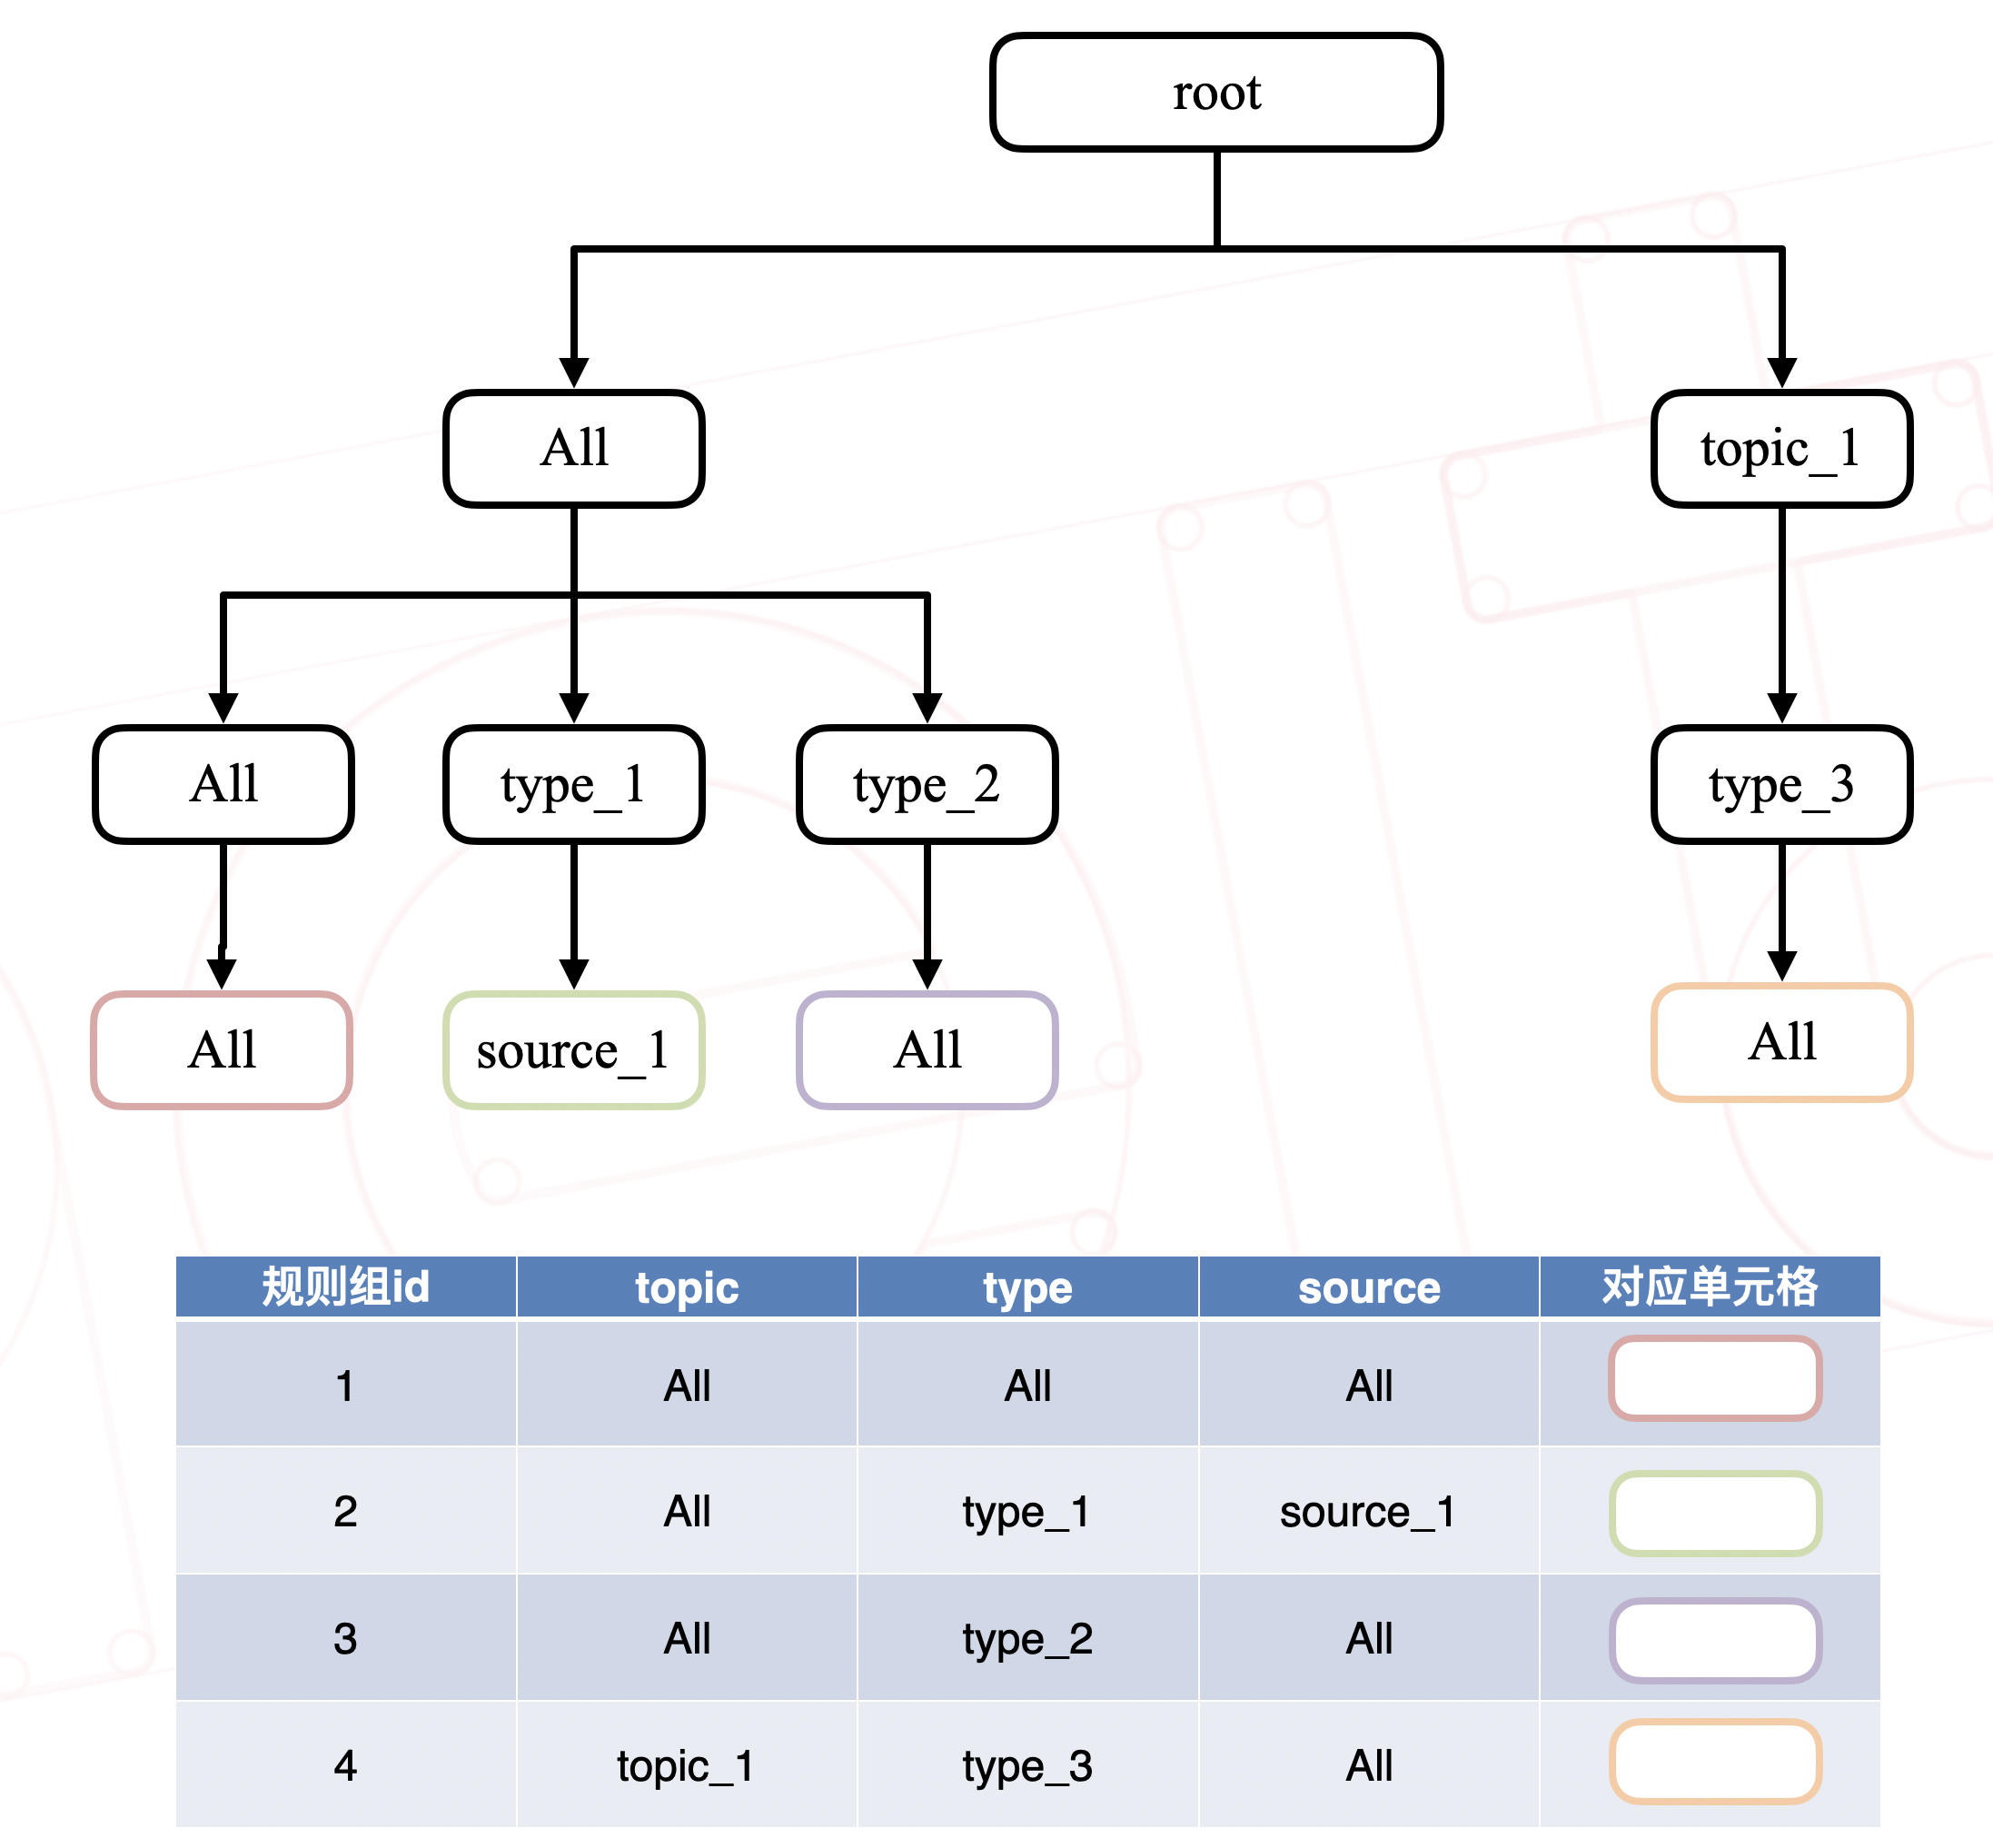 root
All
topic_1
All
type_1
type_2
type_3
All
source_1
All
All
规则组id topic type source 对应单元格
1 All All All
2 All type_1 source_1
3 All type_2 All
4 topic_1 type_3 All